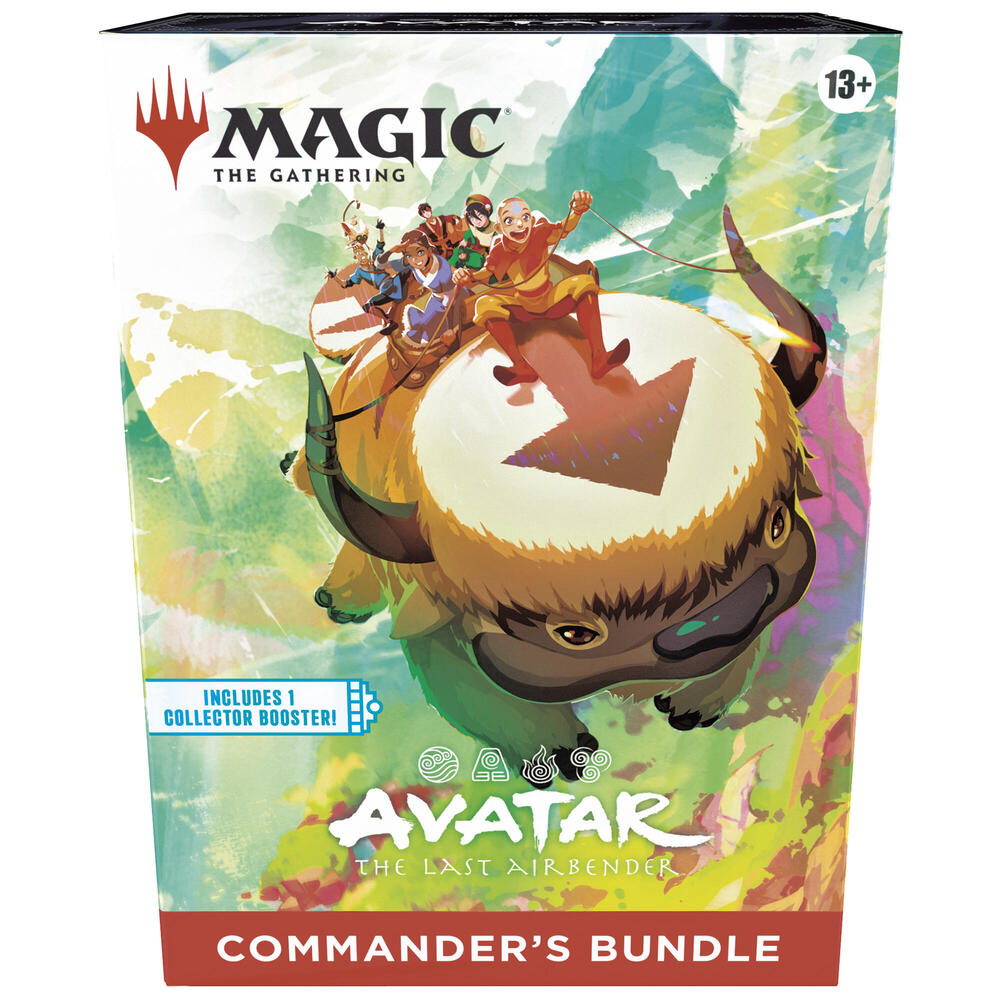 13+
MAGIC®
THE GATHERING
INCLUDES 1
COLLECTOR BOOSTER!
AVATAR
THE LAST AIRBENDER
COMMANDER'S BUNDLE